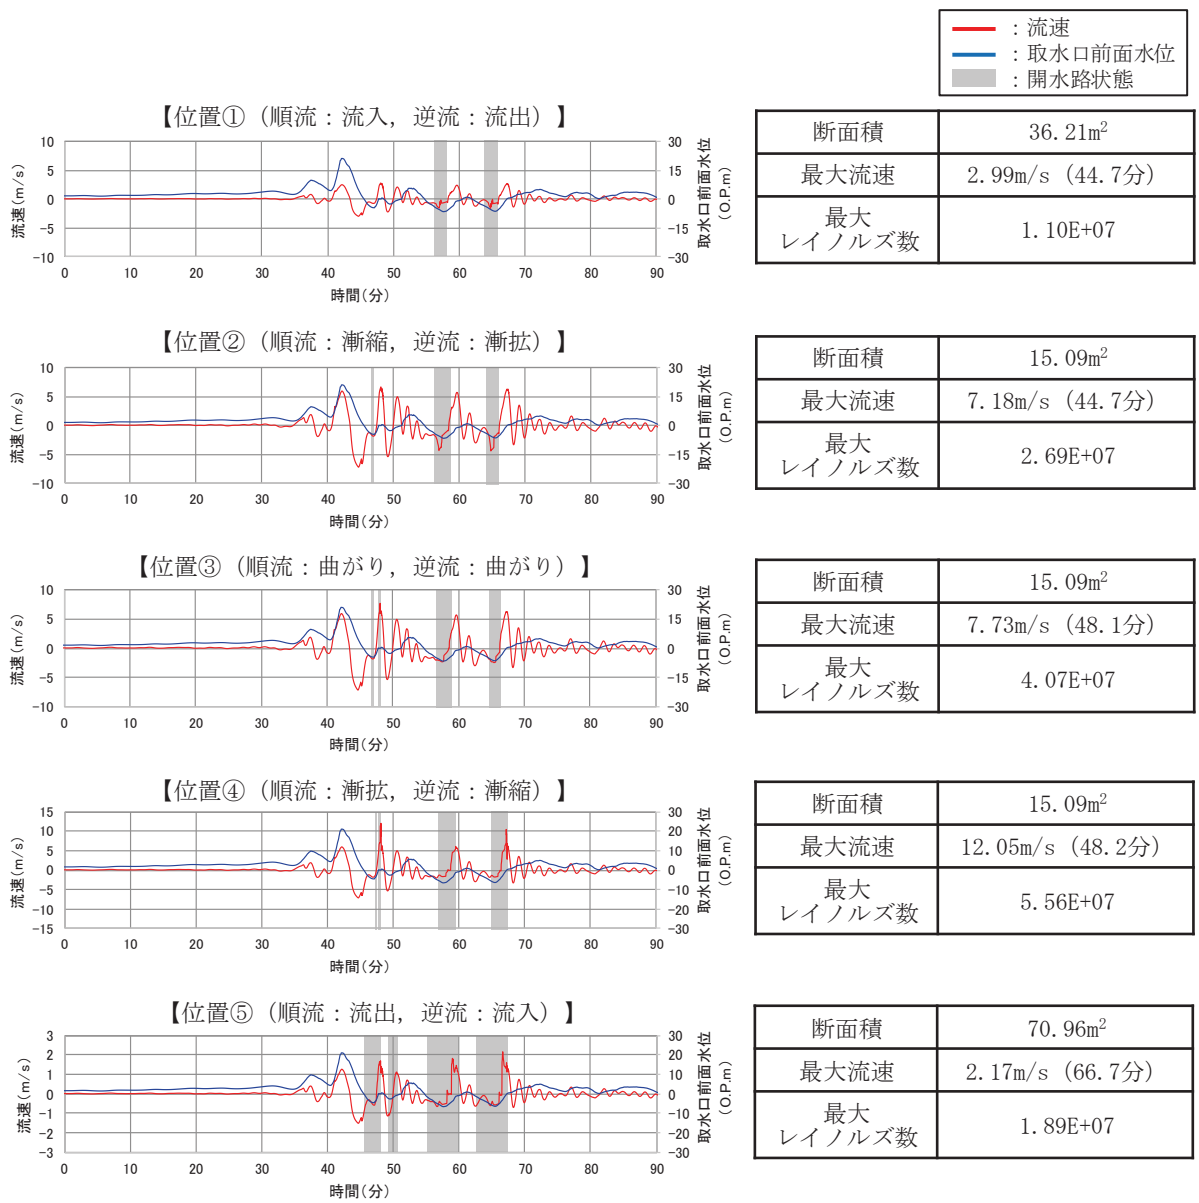 ：流速
：取水口前面水位
：開水路状態
【位置①（順流：流入，逆流：流出）】
流速(m/s)
10
5
0
−5
−10
30
15
0
−15
−30
取水口前面水位
(O.P.m)
0 10 20 30 40 50 60 70 80 90
時間(分)
断面積 36.21m²
最大流速 2.99m/s (44.7分)
最大
レイノルズ数 1.10E+07
【位置②（順流：漸縮，逆流：漸拡）】
流速(m/s)
10
5
0
−5
−10
30
15
0
−15
−30
取水口前面水位
(O.P.m)
0 10 20 30 40 50 60 70 80 90
時間(分)
断面積 15.09m²
最大流速 7.18m/s (44.7分)
最大
レイノルズ数 2.69E+07
【位置③（順流：曲がり，逆流：曲がり）】
流速(m/s)
10
5
0
−5
−10
30
15
0
−15
−30
取水口前面水位
(O.P.m)
0 10 20 30 40 50 60 70 80 90
時間(分)
断面積 15.09m²
最大流速 7.73m/s (48.1分)
最大
レイノルズ数 4.07E+07
【位置④（順流：漸拡，逆流：漸縮）】
流速(m/s)
15
10
5
0
−5
−10
−15
30
20
10
0
−10
20
−30
取水口前面水位
(O.P.m)
0 10 20 30 40 50 60 70 80 90
時間(分)
断面積 15.09m²
最大流速 12.05m/s (48.2分)
最大
レイノルズ数 5.56E+07
【位置⑤（順流：流出，逆流：流入）】
流速(m/s)
3
2
1
0
−1
−2
−3
30
20
10
0
−10
−20
−30
取水口前面水位
(O.P.m)
0 10 20 30 40 50 60 70 80 90
時間(分)
断面積 70.96m²
最大流速 2.17m/s (66.7分)
最大
レイノルズ数 1.89E+07